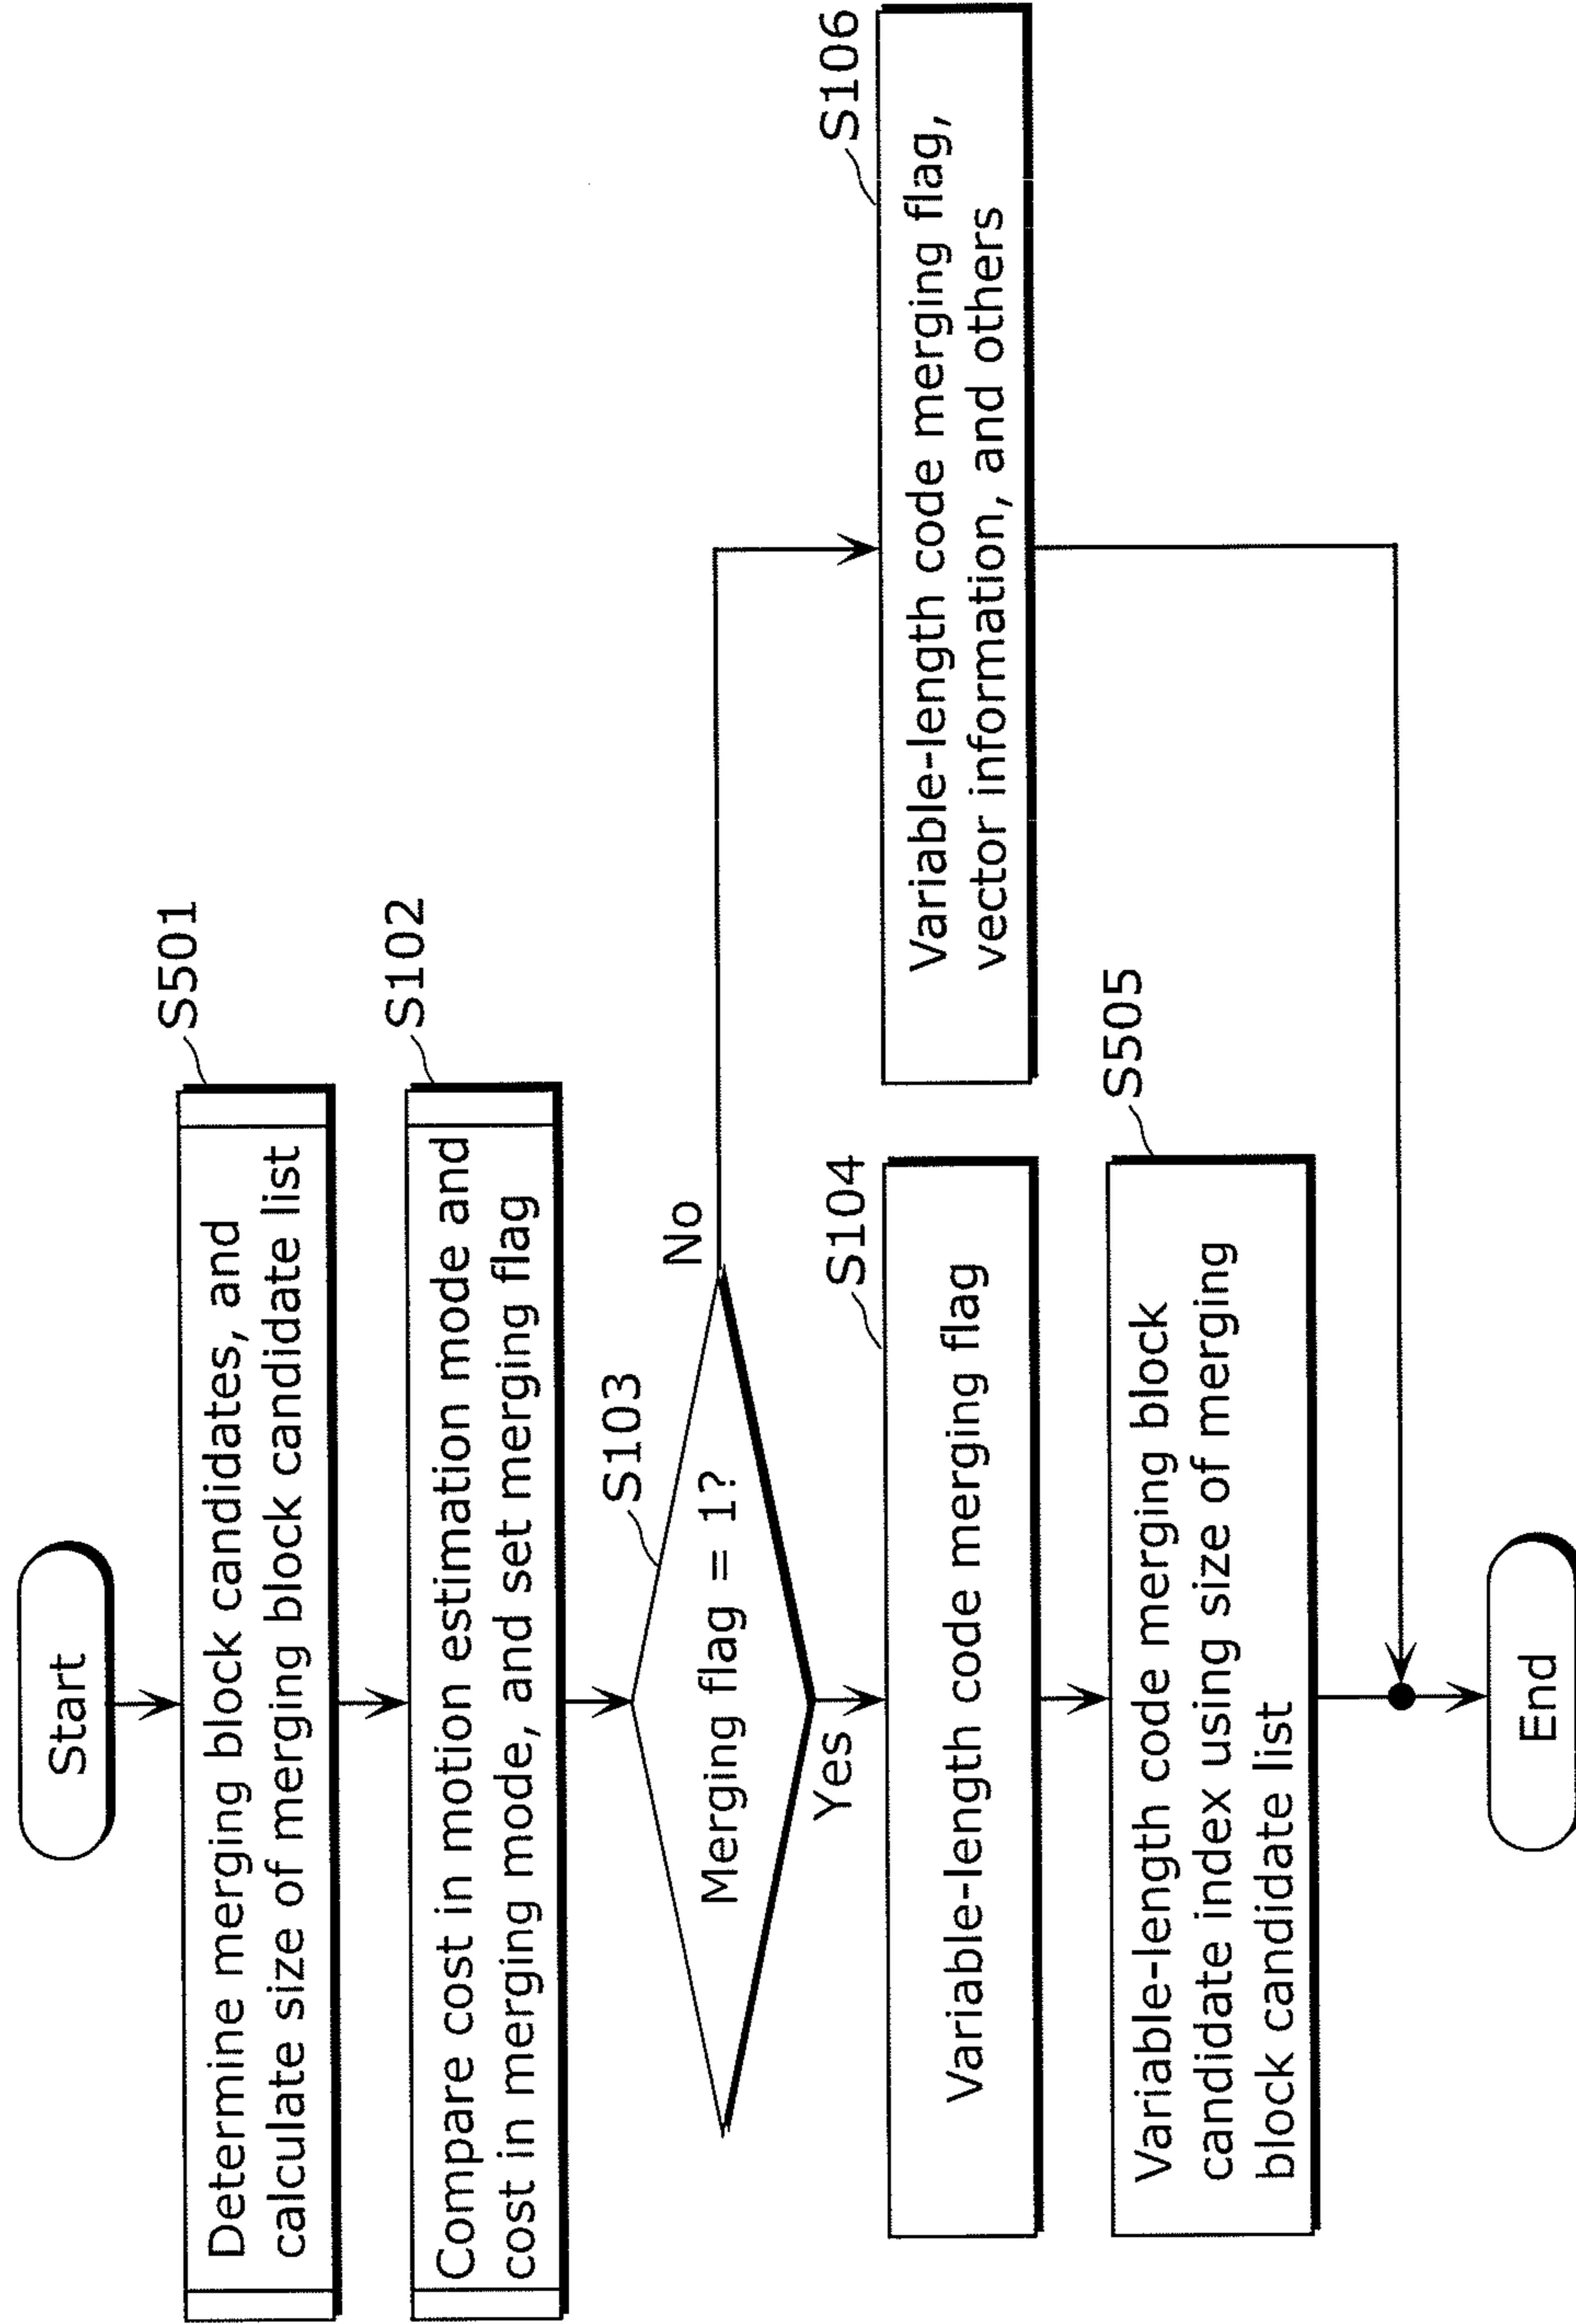 Start
S501
Determine merging block candidates, and
calculate size of merging block candidate list
S102
Compare cost in motion estimation mode and
cost in merging mode, and set merging flag
S103
Merging flag = 1?
No
Yes
S104
Variable-length code merging flag
S106
Variable-length code merging flag,
vector information, and others
S505
Variable-length code merging block
candidate index using size of merging
block candidate list
End